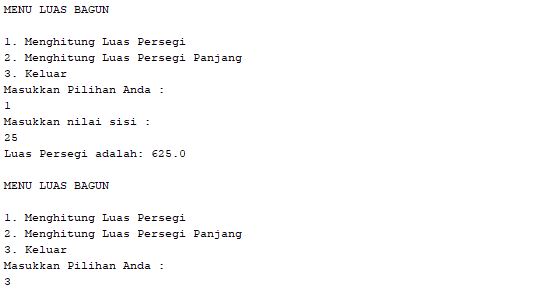 MENU LUAS BAGUN
1. Menghitung Luas Persegi
2. Menghitung Luas Persegi Panjang
3. Keluar
Masukkan Pilihan Anda :
1
Masukkan nilai sisi :
25
Luas Persegi adalah: 625.0
MENU LUAS BAGUN
1. Menghitung Luas Persegi
2. Menghitung Luas Persegi Panjang
3. Keluar
Masukkan Pilihan Anda :
3